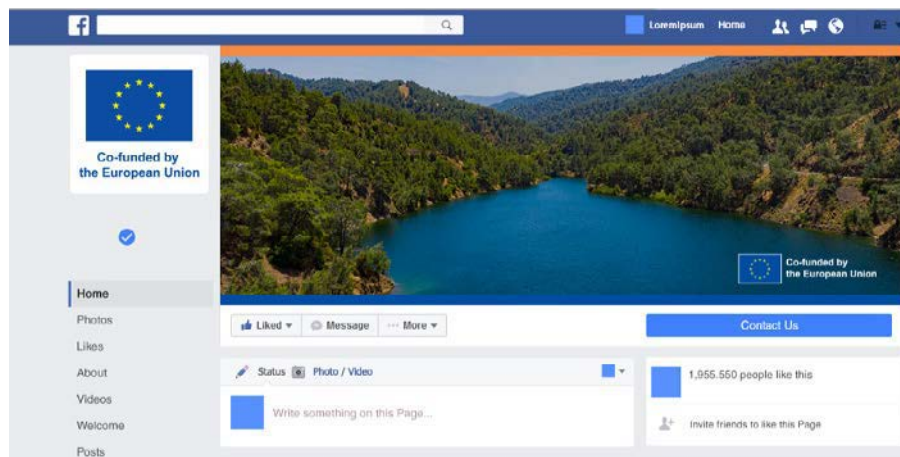 LoremIpsum Home
Co-funded by
the European Union
Co-funded by
the European Union
Home
Photos
Likes
About
Videos
Welcome
Posts
Liked Message More
Contact Us
Status Photo / Video
Write something on this Page...
1,955.550 people like this
Invite friends to like this Page